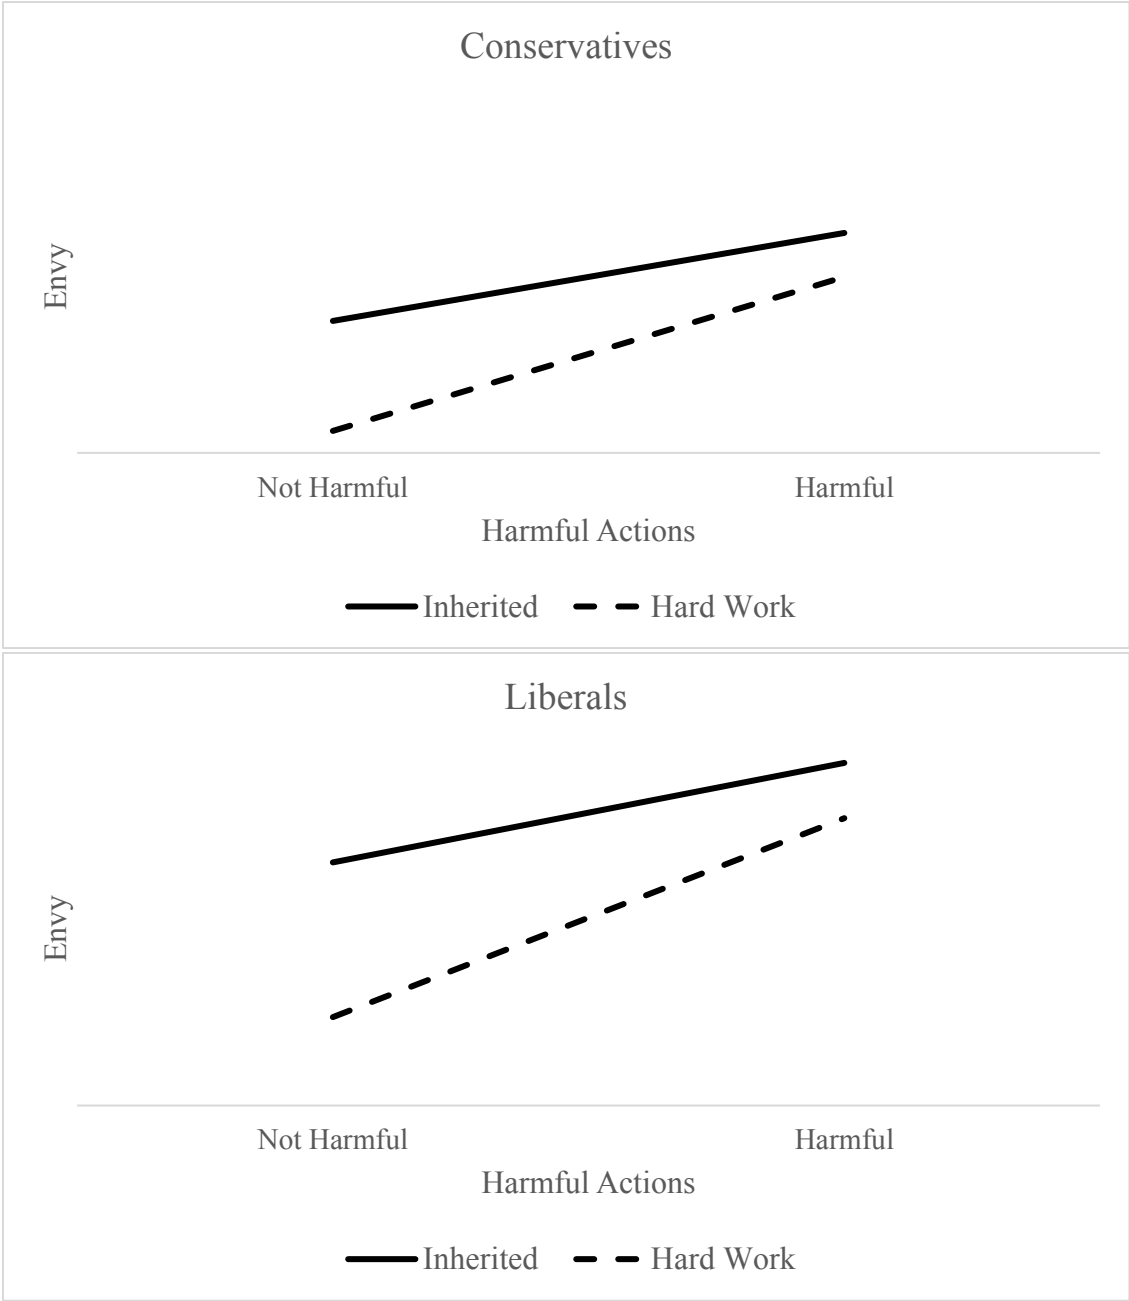 Conservatives
Envy
Not Harmful Harmful
Harmful Actions
Inherited Hard Work
Liberals
Envy
Not Harmful Harmful
Harmful Actions
Inherited Hard Work